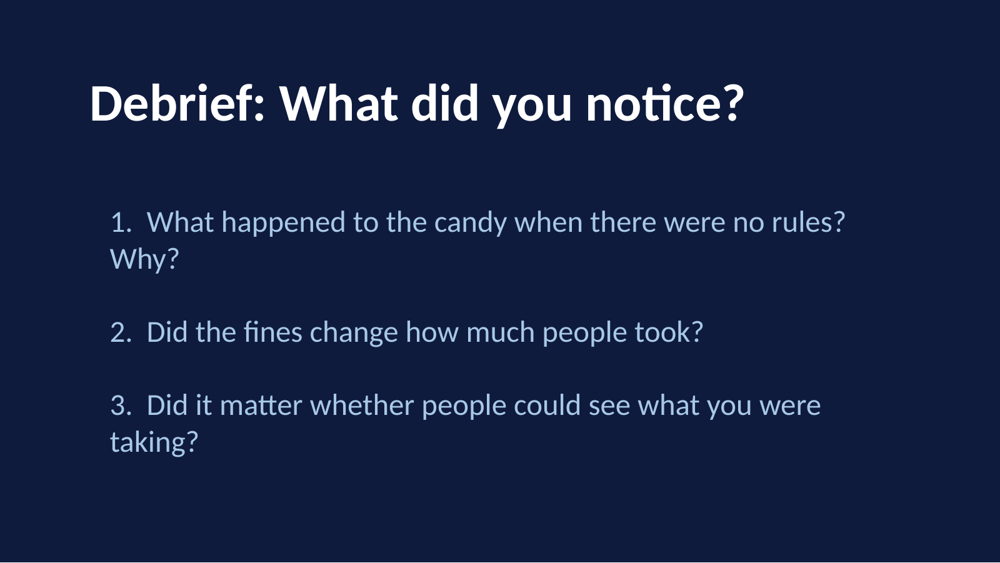 Debrief: What did you notice?
1.  What happened to the candy when there were no rules?
Why?
2.  Did the fines change how much people took?
3.  Did it matter whether people could see what you were
taking?